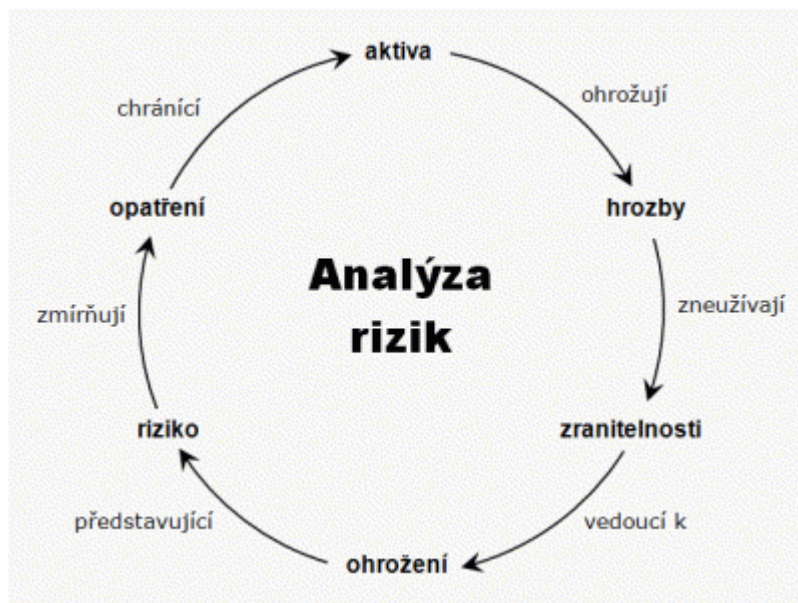 aktiva
ohrožují
hrozby
zneužívají
zranitelnosti
vedoucí k
ohrožení
představující
riziko
zmírňují
opatření
chránící
Analýza
rizik